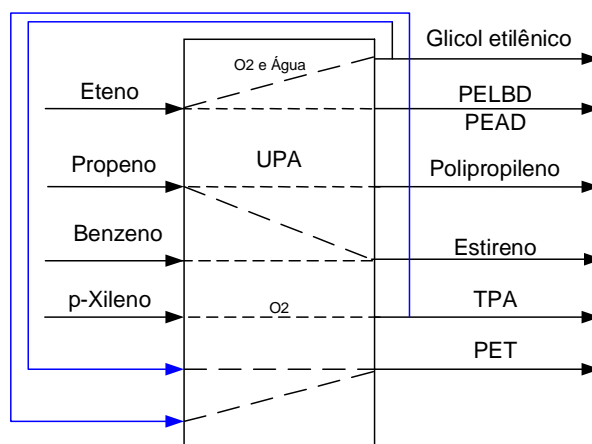 Glicol etilênico
O2 e Água
Eteno
PELBD
PEAD
Propeno
UPA
Polipropileno
Benzeno
Estireno
p-Xileno
O2
TPA
PET